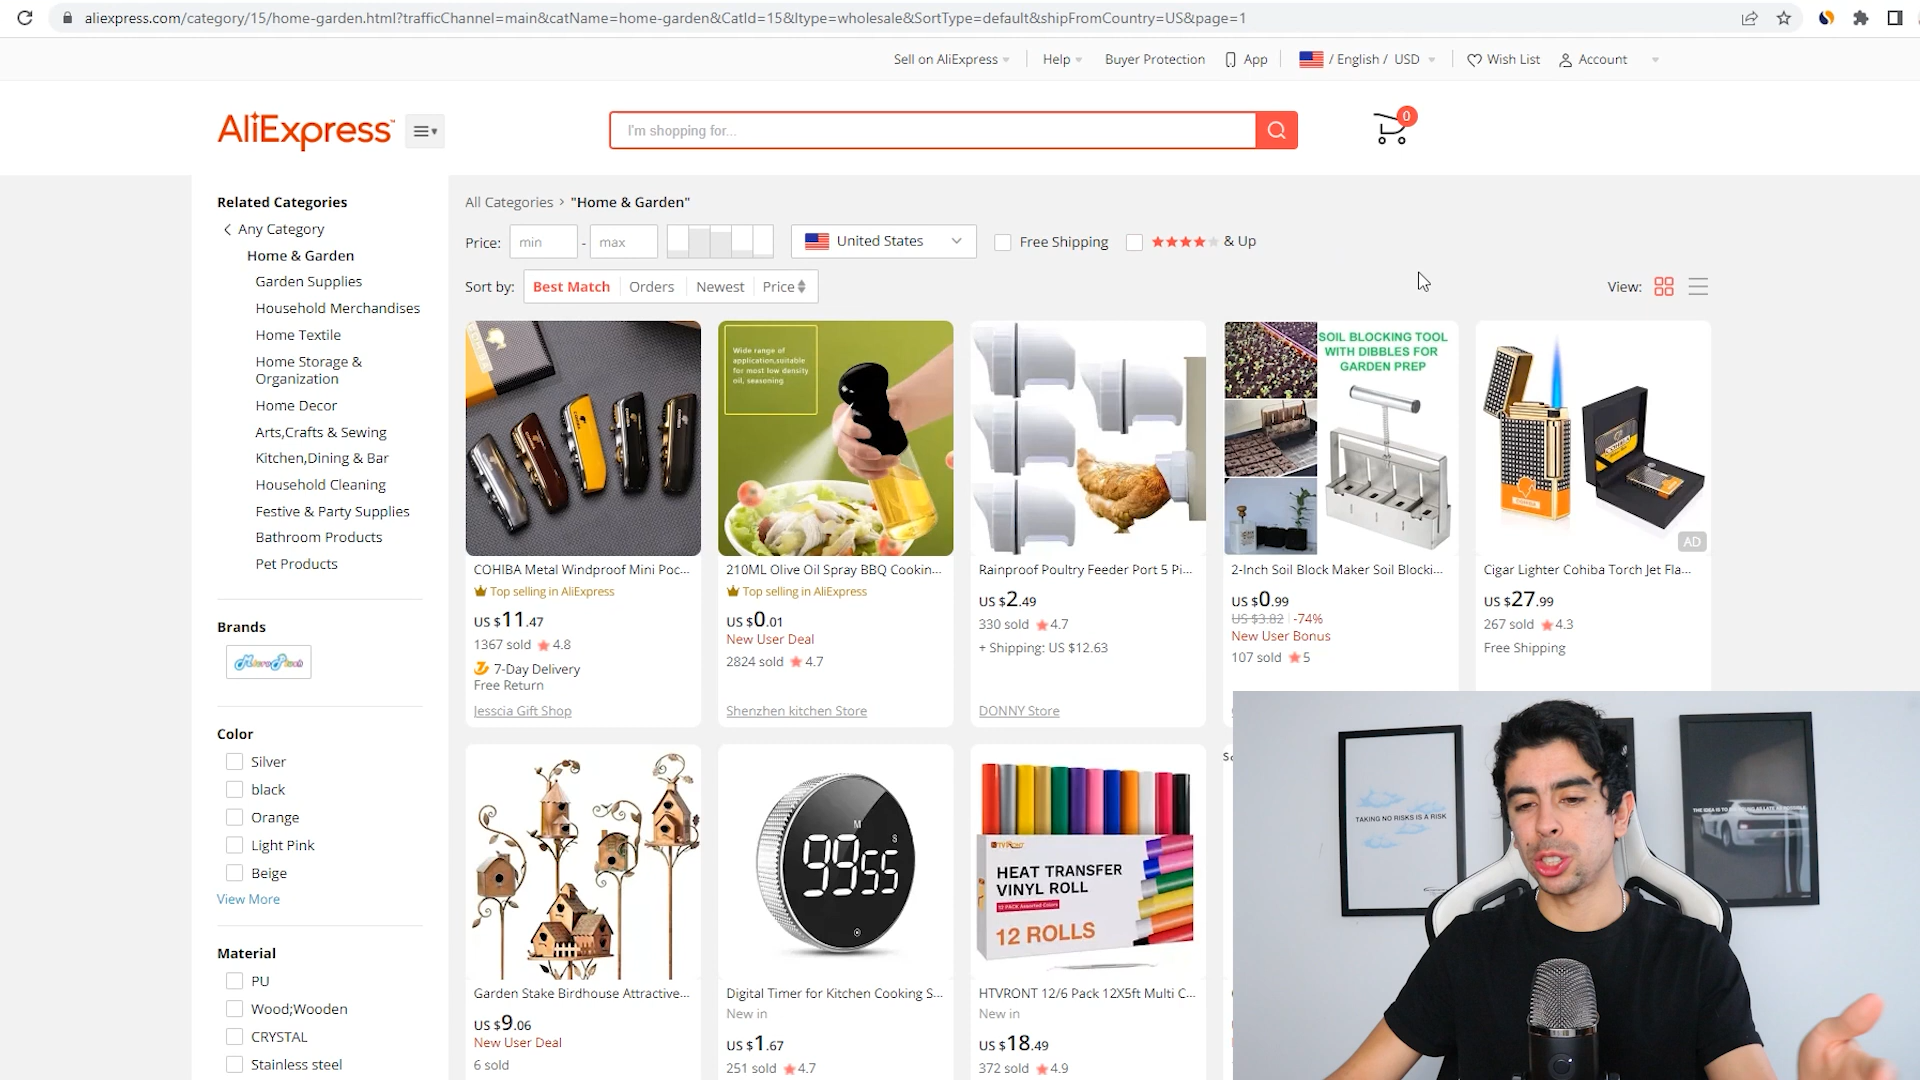 aliexpress.com/category/15/home-garden.html?trafficChannel=main&catName=home-garden&CatId=15&ltype=wholesale&SortType=default&shipFromCountry=US&page=1
Sell on AliExpress
Help
Buyer Protection
App
/ English / USD
Wish List
Account
AliExpress
I'm shopping for...
0
Related Categories
Any Category
Home & Garden
Garden Supplies
Household Merchandises
Home Textile
Home Storage &
Organization
Home Decor
Arts,Crafts & Sewing
Kitchen,Dining & Bar
Household Cleaning
Festive & Party Supplies
Bathroom Products
Pet Products
Brands
Color
Silver
black
Orange
Light Pink
Beige
View More
Material
PU
Wood;Wooden
CRYSTAL
Stainless steel
All Categories > "Home & Garden"
Price: min - max
United States
Free Shipping
& Up
Sort by:
Best Match
Orders
Newest
Price
View:
COHIBA Metal Windproof Mini Poc...
Top selling in AliExpress
US $11.47
1367 sold ★ 4.8
7-Day Delivery
Free Return
Jesscia Gift Shop
Wide range of
application,suitable
for most low density
oil, seasoning
210ML Olive Oil Spray BBQ Cookin...
Top selling in AliExpress
US $0.01
New User Deal
2824 sold ★ 4.7
Shenzhen kitchen Store
Rainproof Poultry Feeder Port 5 Pi...
US $2.49
330 sold ★ 4.7
+ Shipping: US $12.63
DONNY Store
SOIL BLOCKING TOOL
WITH DIBBLES FOR
GARDEN PREP
2-Inch Soil Block Maker Soil Blocki...
US $0.99
US $3.82 | -74%
New User Bonus
107 sold ★ 5
AD
Cigar Lighter Cohiba Torch Jet Fla...
US $27.99
267 sold ★ 4.3
Free Shipping
Garden Stake Birdhouse Attractive...
US $9.06
New User Deal
6 sold
M
S
9955
Digital Timer for Kitchen Cooking S...
New in
US $1.67
251 sold ★ 4.7
HTVRONT
HEAT TRANSFER
VINYL ROLL
12 PACK Assorted Colors
12 ROLLS
HTVRONT 12/6 Pack 12X5ft Multi C...
New in
US $18.49
372 sold ★ 4.9
TAKING NO RISKS IS A RISK